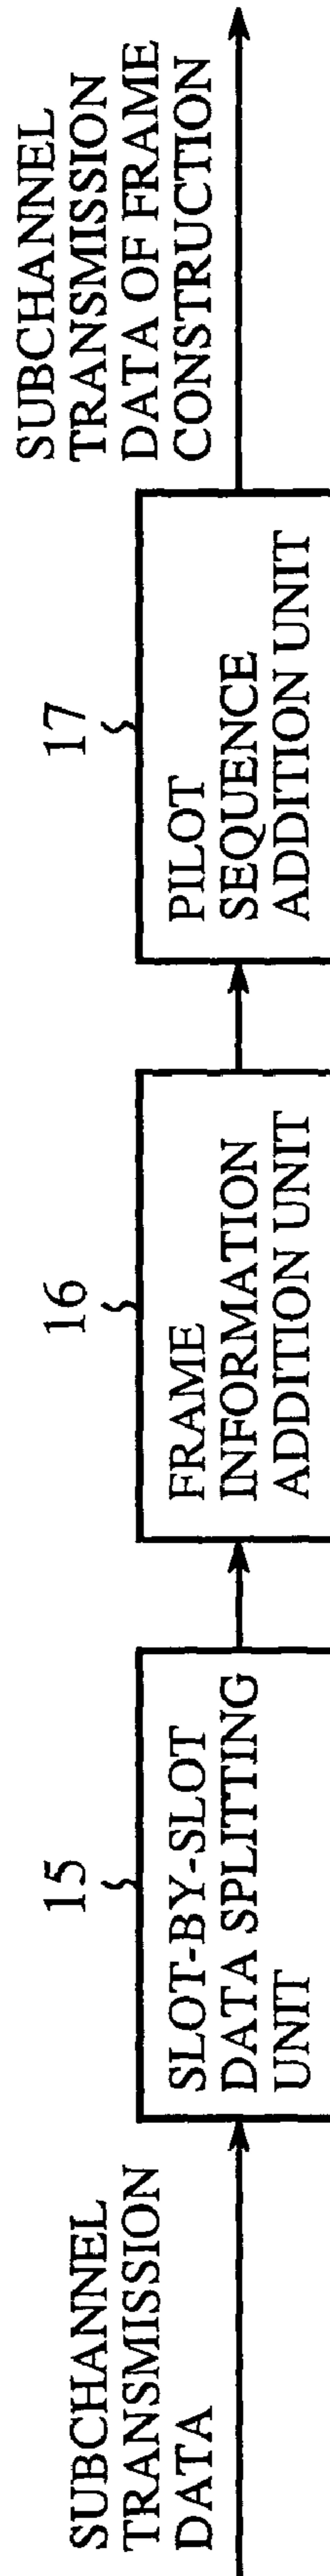 SUBCHANNEL
TRANSMISSION
DATA
15
SLOT-BY-SLOT
DATA SPLITTING
UNIT
16
FRAME
INFORMATION
ADDITION UNIT
17
PILOT
SEQUENCE
ADDITION UNIT
SUBCHANNEL
TRANSMISSION
DATA OF FRAME
CONSTRUCTION